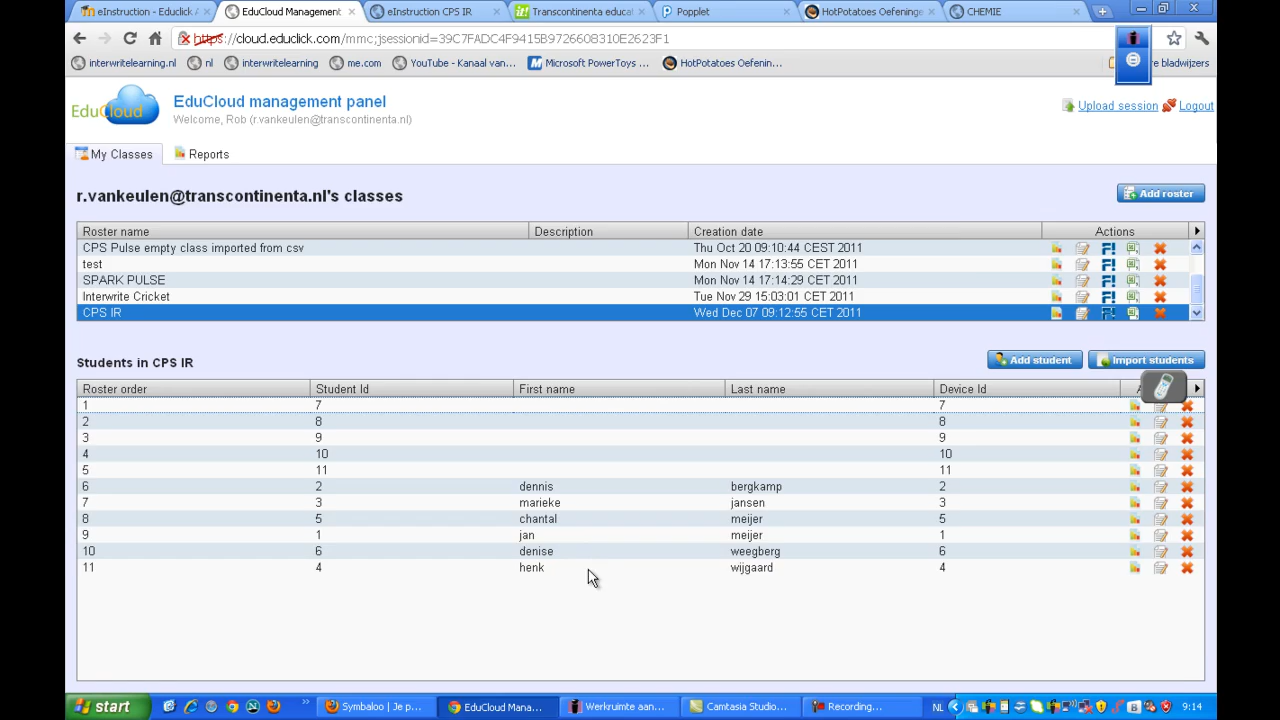 eInstruction - Educlick A
EduCloud Management
eInstruction CPS IR
Transcontinenta educat
Popplet
HotPotatoes Oefeninge
CHEMIE
https://cloud.educlick.com/mmc;jsessionid=39C7FADC4F9415B9726608310E2623F1
interwritelearning.nl nl interwritelearning me.com YouTube - Kanaal van... Microsoft PowerToys ... HotPotatoes Oefenin... re bladwijzers
EduCloud
EduCloud management panel
Welcome, Rob (r.vankeulen@transcontinenta.nl)
Upload session Logout
My Classes Reports
r.vankeulen@transcontinenta.nl's classes
Add roster
Roster name Description Creation date Actions
CPS Pulse empty class imported from csv Thu Oct 20 09:10:44 CEST 2011
test Mon Nov 14 17:13:55 CET 2011
SPARK PULSE Mon Nov 14 17:14:29 CET 2011
Interwrite Cricket Tue Nov 29 15:03:01 CET 2011
CPS IR Wed Dec 07 09:12:55 CET 2011
Students in CPS IR
Add student Import students
Roster order Student Id First name Last name Device Id
1 7 7
2 8 8
3 9 9
4 10 10
5 11 11
6 2 dennis bergkamp 2
7 3 marieke jansen 3
8 5 chantal meijer 5
9 1 jan meijer 1
10 6 denise weegberg 6
11 4 henk wijgaard 4
start Symbaloo | Je p... EduCloud Mana... Werkruimte aan... Camtasia Studio... Recording... NL 9:14